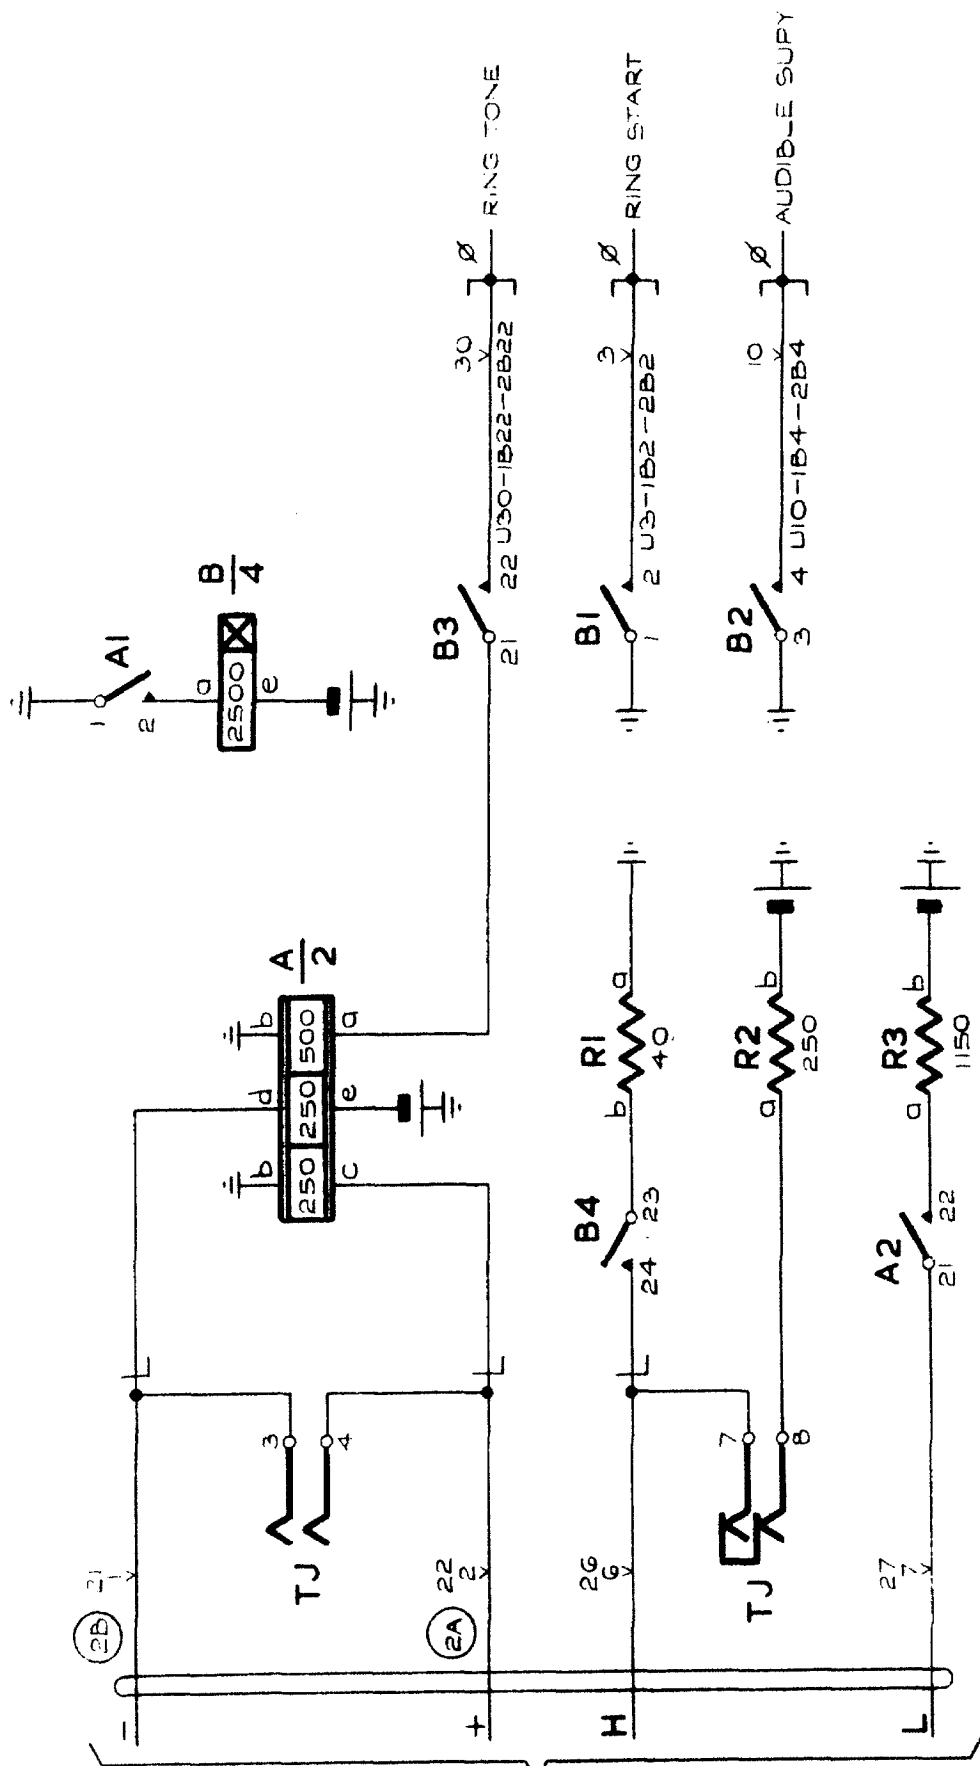 2B
21
1
3
TJ
4
L
−
2A
22
2
L
+
A
2
b
d
b
250
250
500
c
e
a
1
A1
2
a
2500
B
4
e
B3
21
22
U30-1B22-2B22
30
Ø
RING TONE
H
26
6
L
B4
24
23
b
R1
40
a
B1
1
2
U3-1B2-2B2
3
Ø
RING START
TJ
7
8
a
R2
250
b
B2
3
4
U10-1B4-2B4
10
Ø
AUDIBLE SUPY
L
27
7
A2
21
22
a
R3
1150
b